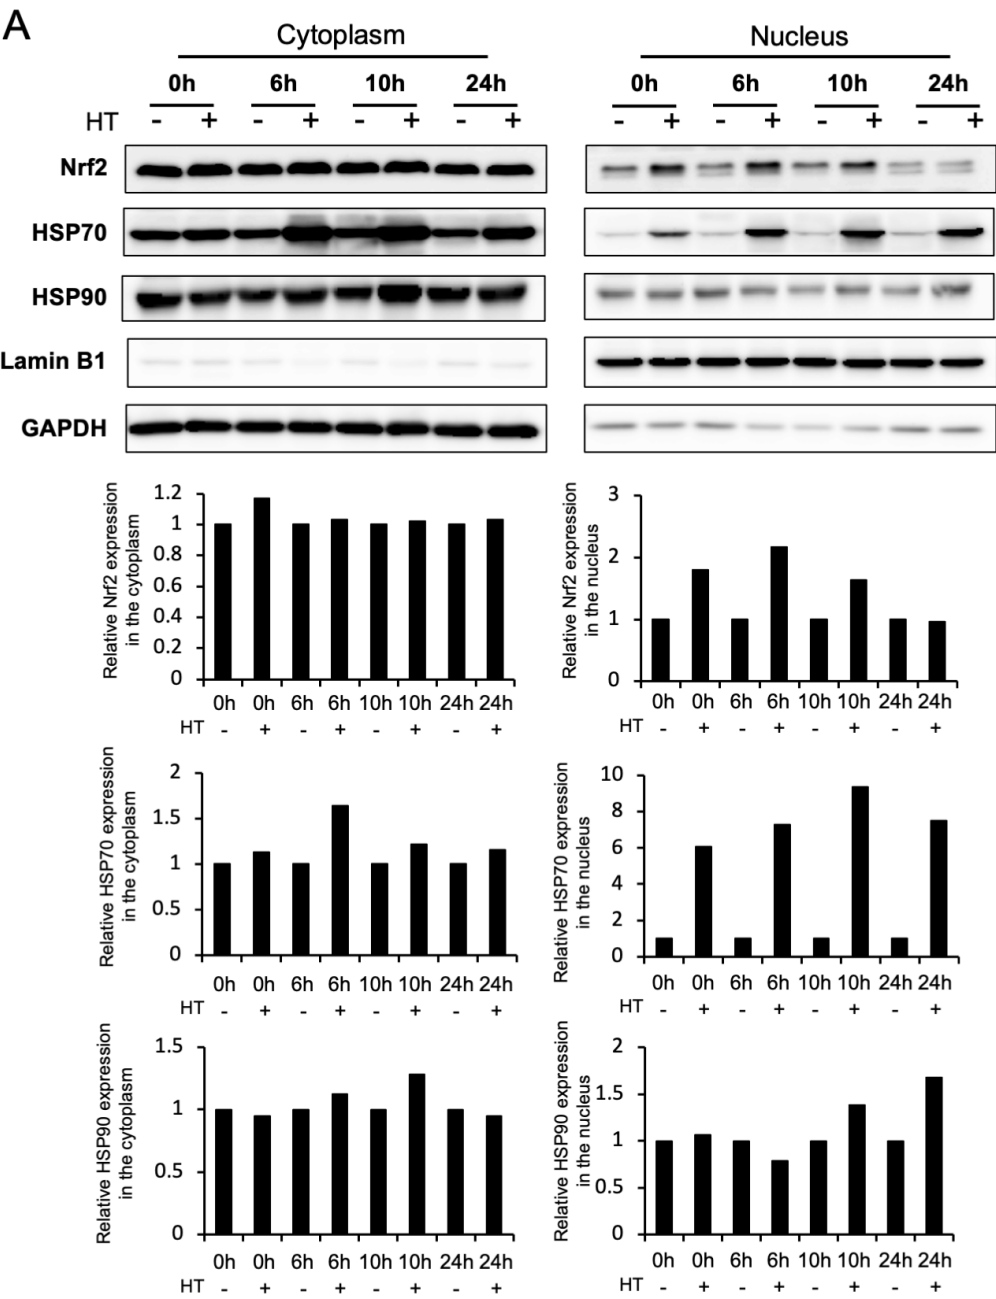 A
Cytoplasm
Nucleus
0h 6h 10h 24h
0h 6h 10h 24h
HT - + - + - + - +
- + - + - + - +
Nrf2
HSP70
HSP90
Lamin B1
GAPDH
Relative Nrf2 expression
in the cytoplasm
1.2
1
0.8
0.6
0.4
0.2
0
0h 0h 6h 6h 10h 10h 24h 24h
HT - + - + - + - +
Relative Nrf2 expression
in the nucleus
3
2
1
0
0h 0h 6h 6h 10h 10h 24h 24h
HT - + - + - + - +
Relative HSP70 expression
in the cytoplasm
2
1.5
1
0.5
0
0h 0h 6h 6h 10h 10h 24h 24h
HT - + - + - + - +
Relative HSP70 expression
in the nucleus
10
8
6
4
2
0
0h 0h 6h 6h 10h 10h 24h 24h
HT - + - + - + - +
Relative HSP90 expression
in the cytoplasm
1.5
1
0.5
0
0h 0h 6h 6h 10h 10h 24h 24h
HT - + - + - + - +
Relative HSP90 expression
in the nucleus
2
1.5
1
0.5
0
0h 0h 6h 6h 10h 10h 24h 24h
HT - + - + - + - +